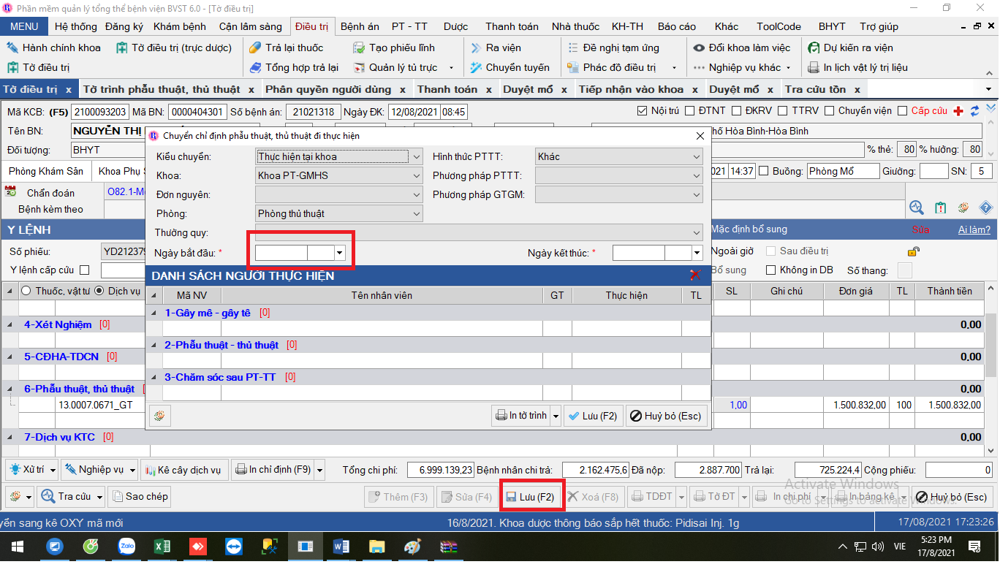 Phần mềm quản lý tổng thể bệnh viện BVST 6.0 - [Tờ điều trị]
MENU Hệ thống Đăng ký Khám bệnh Cận lâm sàng Điều trị Bệnh án PT - TT Dược Thanh toán Nhà thuốc KH-TH Báo cáo Khác ToolCode BHYT Trợ giúp
Hành chính khoa Tờ điều trị (trực dược) Trả lại thuốc Tạo phiếu lĩnh Ra viện Đề nghị tạm ứng Đổi khoa làm việc Dự kiến ra viện
Tờ điều trị Tổng hợp trả lại Quản lý tủ trực Chuyển tuyến Phác đồ điều trị Nghiệp vụ khác In lịch vật lý trị liệu
Tờ điều trị x Tờ trình phẫu thuật, thủ thuật x Phân quyền người dùng x Thanh toán x Duyệt mổ x Tiếp nhận vào khoa x Duyệt mổ x Tra cứu tồn x
Mã KCB: (F5) 2100093203 Mã BN: 0000404301 Số bệnh án: 21021318 Ngày ĐK: 12/08/2021 08:45 Nội trú ĐTNT ĐKRV TTRV Chuyển viện Cấp cứu
Tên BN: NGUYỄN THỊ phố Hòa Bình-Hòa Bình
Đối tượng: BHYT % thẻ: 80 % hưởng: 80
Phòng Khám Sản Khoa Phụ 2021 14:37 Buồng: Phòng Mổ Giường: SN: 5
Chẩn đoán O82.1-M
Bệnh kèm theo
Y LỆNH Mặc định bổ sung Sửa Ai làm?
Số phiếu: YD212379 Ngoài giờ Sau điều trị
Y lệnh cấp cứu Bổ sung Không in DB Số thang:
Thuốc, vật tư Dịch vụ SL Ghi chú Đơn giá TL Thành tiền
4-Xét Nghiệm [0] 0.00
5-CĐHA-TDCN [0] 0.00
6-Phẫu thuật, thủ thuật 0.00
13.0007.0671_GT 1.00 1.500.832,00 100 1.500.832,00
7-Dịch vụ KTC [0] 0.00
Chuyển chỉ định phẫu thuật, thủ thuật đi thực hiện
Kiểu chuyển: Thực hiện tại khoa Hình thức PTTT: Khác
Khoa: Khoa PT-GMHS Phương pháp PTTT:
Đơn nguyên: Phương pháp GTGM:
Phòng: Phòng thủ thuật
Thường quy:
Ngày bắt đầu: * Ngày kết thúc: *
DANH SÁCH NGƯỜI THỰC HIỆN
Mã NV Tên nhân viên GT Thực hiện TL
1-Gây mê - gây tê [0]
2-Phẫu thuật - thủ thuật [0]
3-Chăm sóc sau PT-TT [0]
In tờ trình Lưu (F2) Huỷ bỏ (Esc)
Xử trí Nghiệp vụ Kê cây dịch vụ In chỉ định (F9) Tổng chi phí: 6.999.139,23 Bệnh nhân chi trả: 2.162.475,6 Đã nộp: 2.887.700 Trả lại: 725.224,4 Cộng phiếu: 0
Tra cứu Sao chép Thêm (F3) Sửa (F4) Lưu (F2) Xoá (F8) TDĐT Tờ ĐT In chi phí In bảng kê Huỷ bỏ (Esc)
Activate Windows
Go to Settings to activate Windows.
yển sang kê OXY mã mới 16/8/2021. Khoa dược thông báo sắp hết thuốc: Pidisai Inj. 1g 17/08/2021 17:23:26
Zalo VIE 5:23 PM
17/8/2021